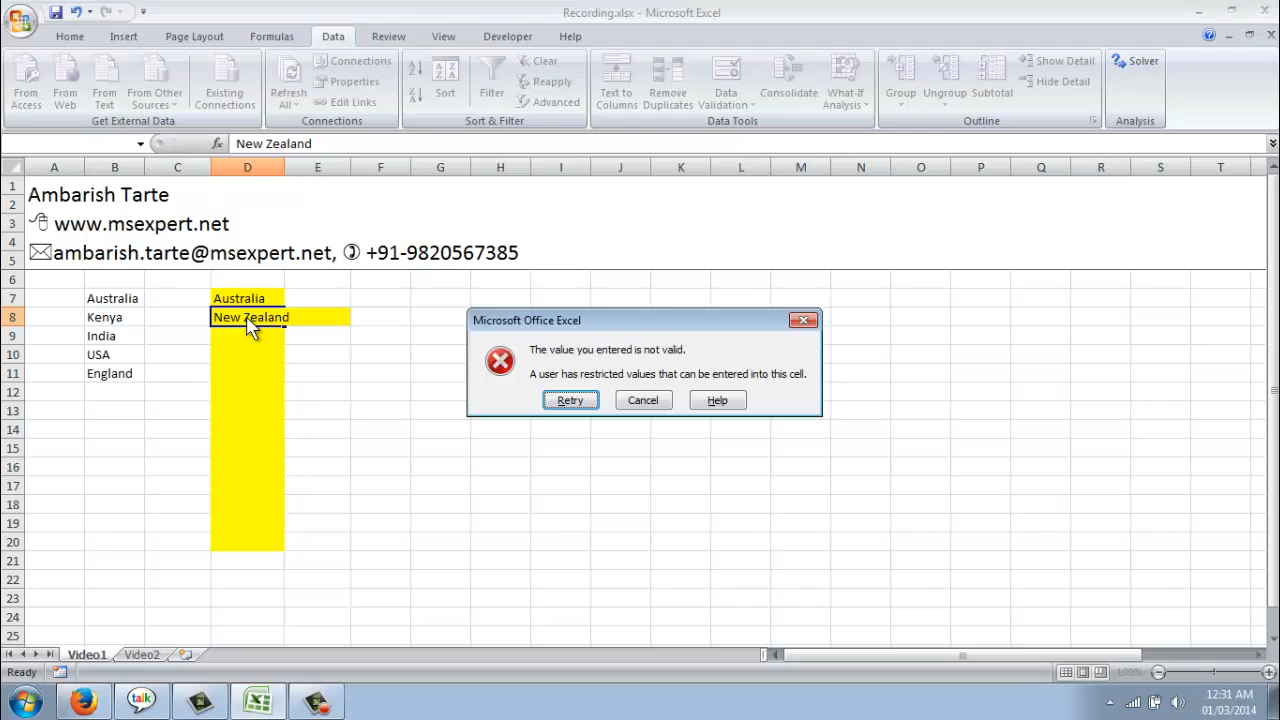 Recording.xlsx - Microsoft Excel
Home Insert Page Layout Formulas Data Review View Developer Help
From Access
From Web
From Text
From Other Sources
Existing Connections
Get External Data
Refresh All
Connections
Properties
Edit Links
Connections
Sort
Filter
Clear
Reapply
Advanced
Sort & Filter
Text to Columns
Remove Duplicates
Data Validation
Consolidate
What-If Analysis
Data Tools
Group
Ungroup
Subtotal
Show Detail
Hide Detail
Outline
Solver
Analysis
fx New Zealand
A B C D E F G H I J K L M N O P Q R S T
1 Ambarish Tarte
2
3 www.msexpert.net
4
5 ambarish.tarte@msexpert.net, +91-9820567385
6
7 Australia Australia
8 Kenya New Zealand
9 India
10 USA
11 England
12
13
14
15
16
17
18
19
20
21
22
23
24
25
Microsoft Office Excel
The value you entered is not valid.
A user has restricted values that can be entered into this cell.
Retry Cancel Help
Video1 Video2
Ready 100%
talk
12:31 AM
01/03/2014